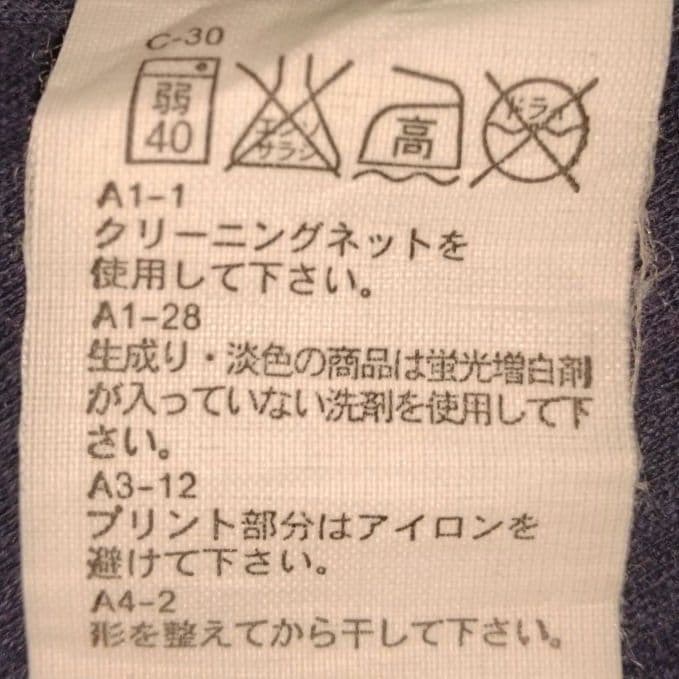 C-30
弱
40
エンソ
サラシ
高
ドライ
A1-1
クリーニングネットを
使用して下さい。
A1-28
生成り・淡色の商品は蛍光増白剤
が入っていない洗剤を使用して下
さい。
A3-12
プリント部分はアイロンを
避けて下さい。
A4-2
形を整えてから干して下さい。